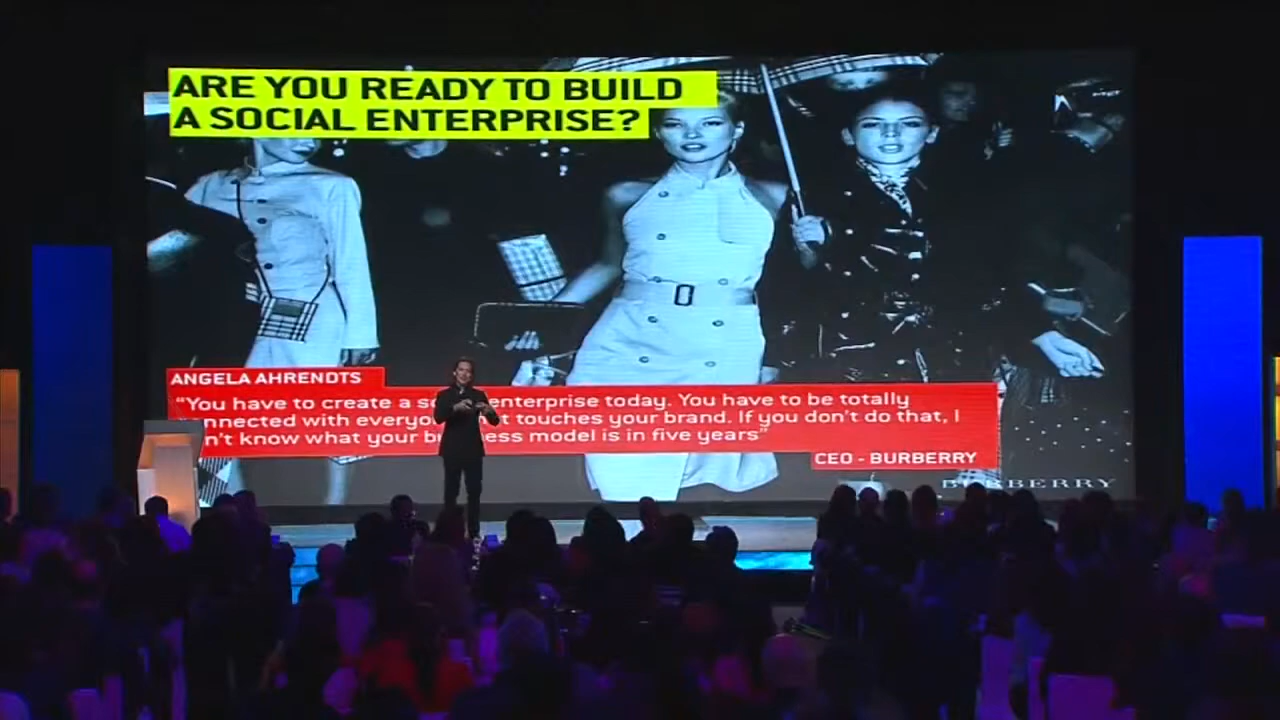 ARE YOU READY TO BUILD
A SOCIAL ENTERPRISE?
ANGELA AHRENDTS
“You have to create a enterprise today. You have to be totally
with touches your brand. If you don't do that, I
know what your model is in five years”
CEO - BURBERRY
BURBERRY